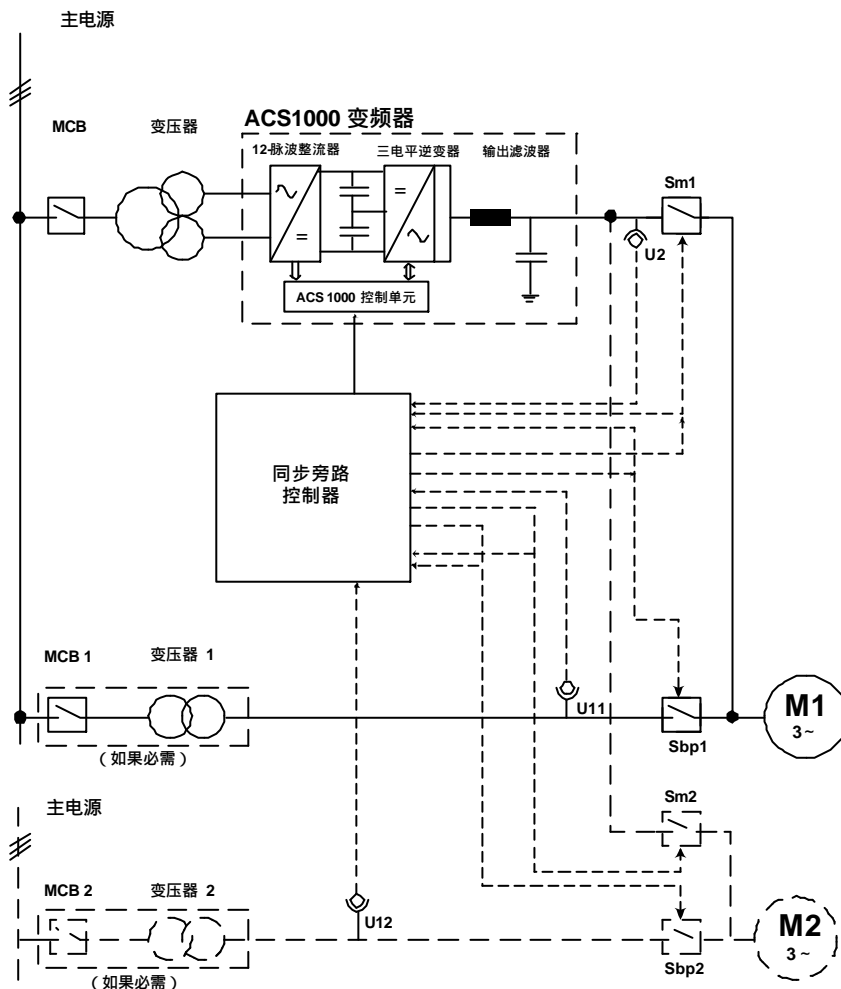 主电源
MCB
变压器
ACS1000 变频器
12-脉波整流器
三电平逆变器
输出滤波器
Sm1
=
=
U2
ACS 1000 控制单元
同步旁路
控制器
MCB 1
变压器 1
U11
M1
3~
(如果必需)
Sbp1
主电源
Sm2
MCB 2
变压器 2
U12
M2
3~
Sbp2
(如果必需)